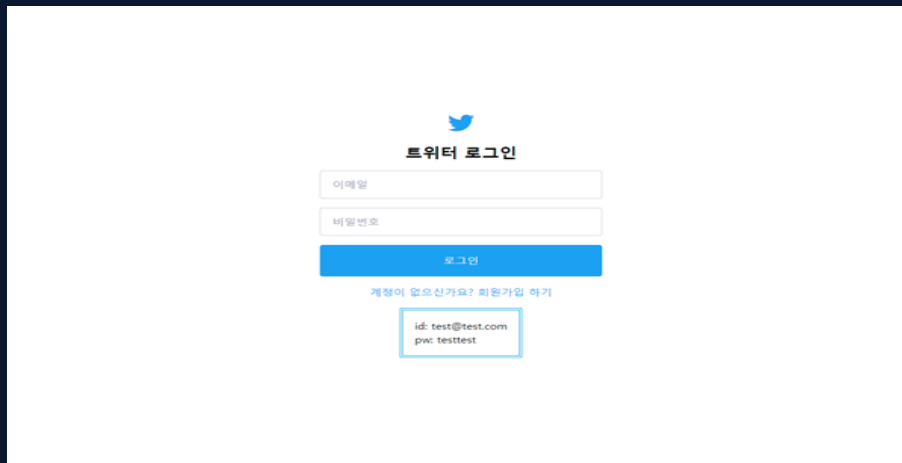 트위터 로그인
이메일
비밀번호
로그인
계정이 없으신가요? 회원가입 하기
id: test@test.com
pw: testtest